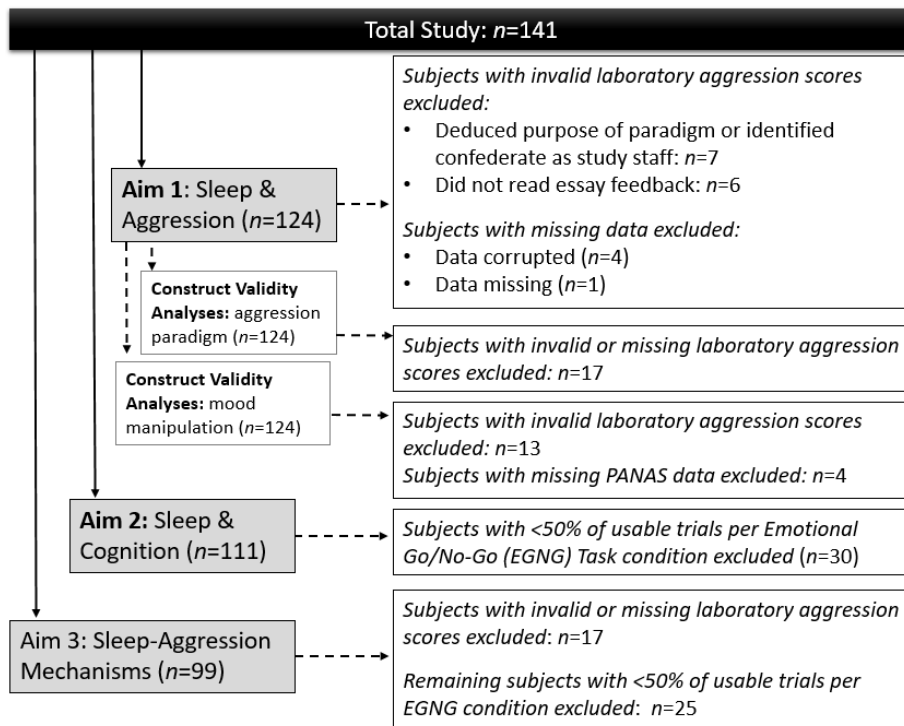 Total Study: n=141
Subjects with invalid laboratory aggression scores
excluded:
• Deduced purpose of paradigm or identified
confederate as study staff: n=7
• Did not read essay feedback: n=6
Subjects with missing data excluded:
• Data corrupted (n=4)
• Data missing (n=1)
Aim 1: Sleep &
Aggression (n=124)
Construct Validity
Analyses: aggression
paradigm (n=124)
Subjects with invalid or missing laboratory aggression
scores excluded: n=17
Construct Validity
Analyses: mood
manipulation (n=124)
Subjects with invalid laboratory aggression scores
excluded: n=13
Subjects with missing PANAS data excluded: n=4
Aim 2: Sleep &
Cognition (n=111)
Subjects with <50% of usable trials per Emotional
Go/No-Go (EGNG) Task condition excluded (n=30)
Aim 3: Sleep-Aggression
Mechanisms (n=99)
Subjects with invalid or missing laboratory aggression
scores excluded: n=17
Remaining subjects with <50% of usable trials per
EGNG condition excluded: n=25